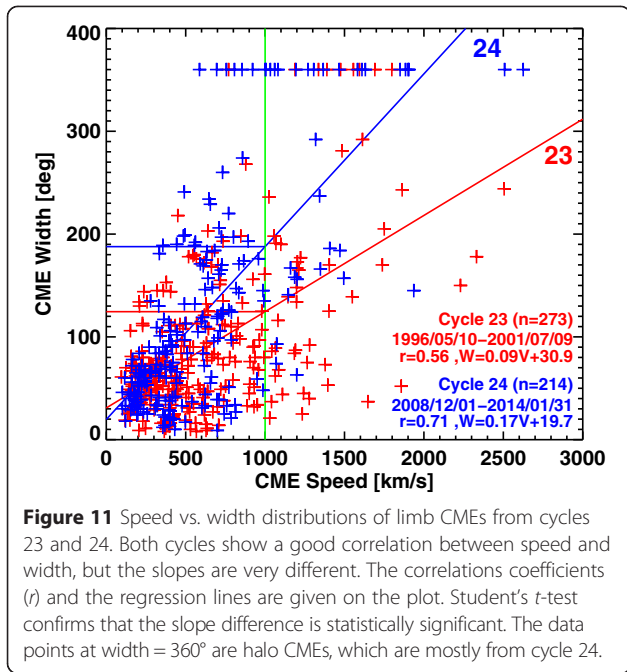 400
300
200
100
0
CME Width [deg]
24
23
Cycle 23 (n=273)
1996/05/10–2001/07/09
r=0.56 ,W=0.09V+30.9
Cycle 24 (n=214)
2008/12/01–2014/01/31
r=0.71 ,W=0.17V+19.7
0 500 1000 1500 2000 2500 3000
CME Speed [km/s]
Figure 11 Speed vs. width distributions of limb CMEs from cycles
23 and 24. Both cycles show a good correlation between speed and
width, but the slopes are very different. The correlations coefficients
(r) and the regression lines are given on the plot. Student's t-test
confirms that the slope difference is statistically significant. The data
points at width = 360° are halo CMEs, which are mostly from cycle 24.